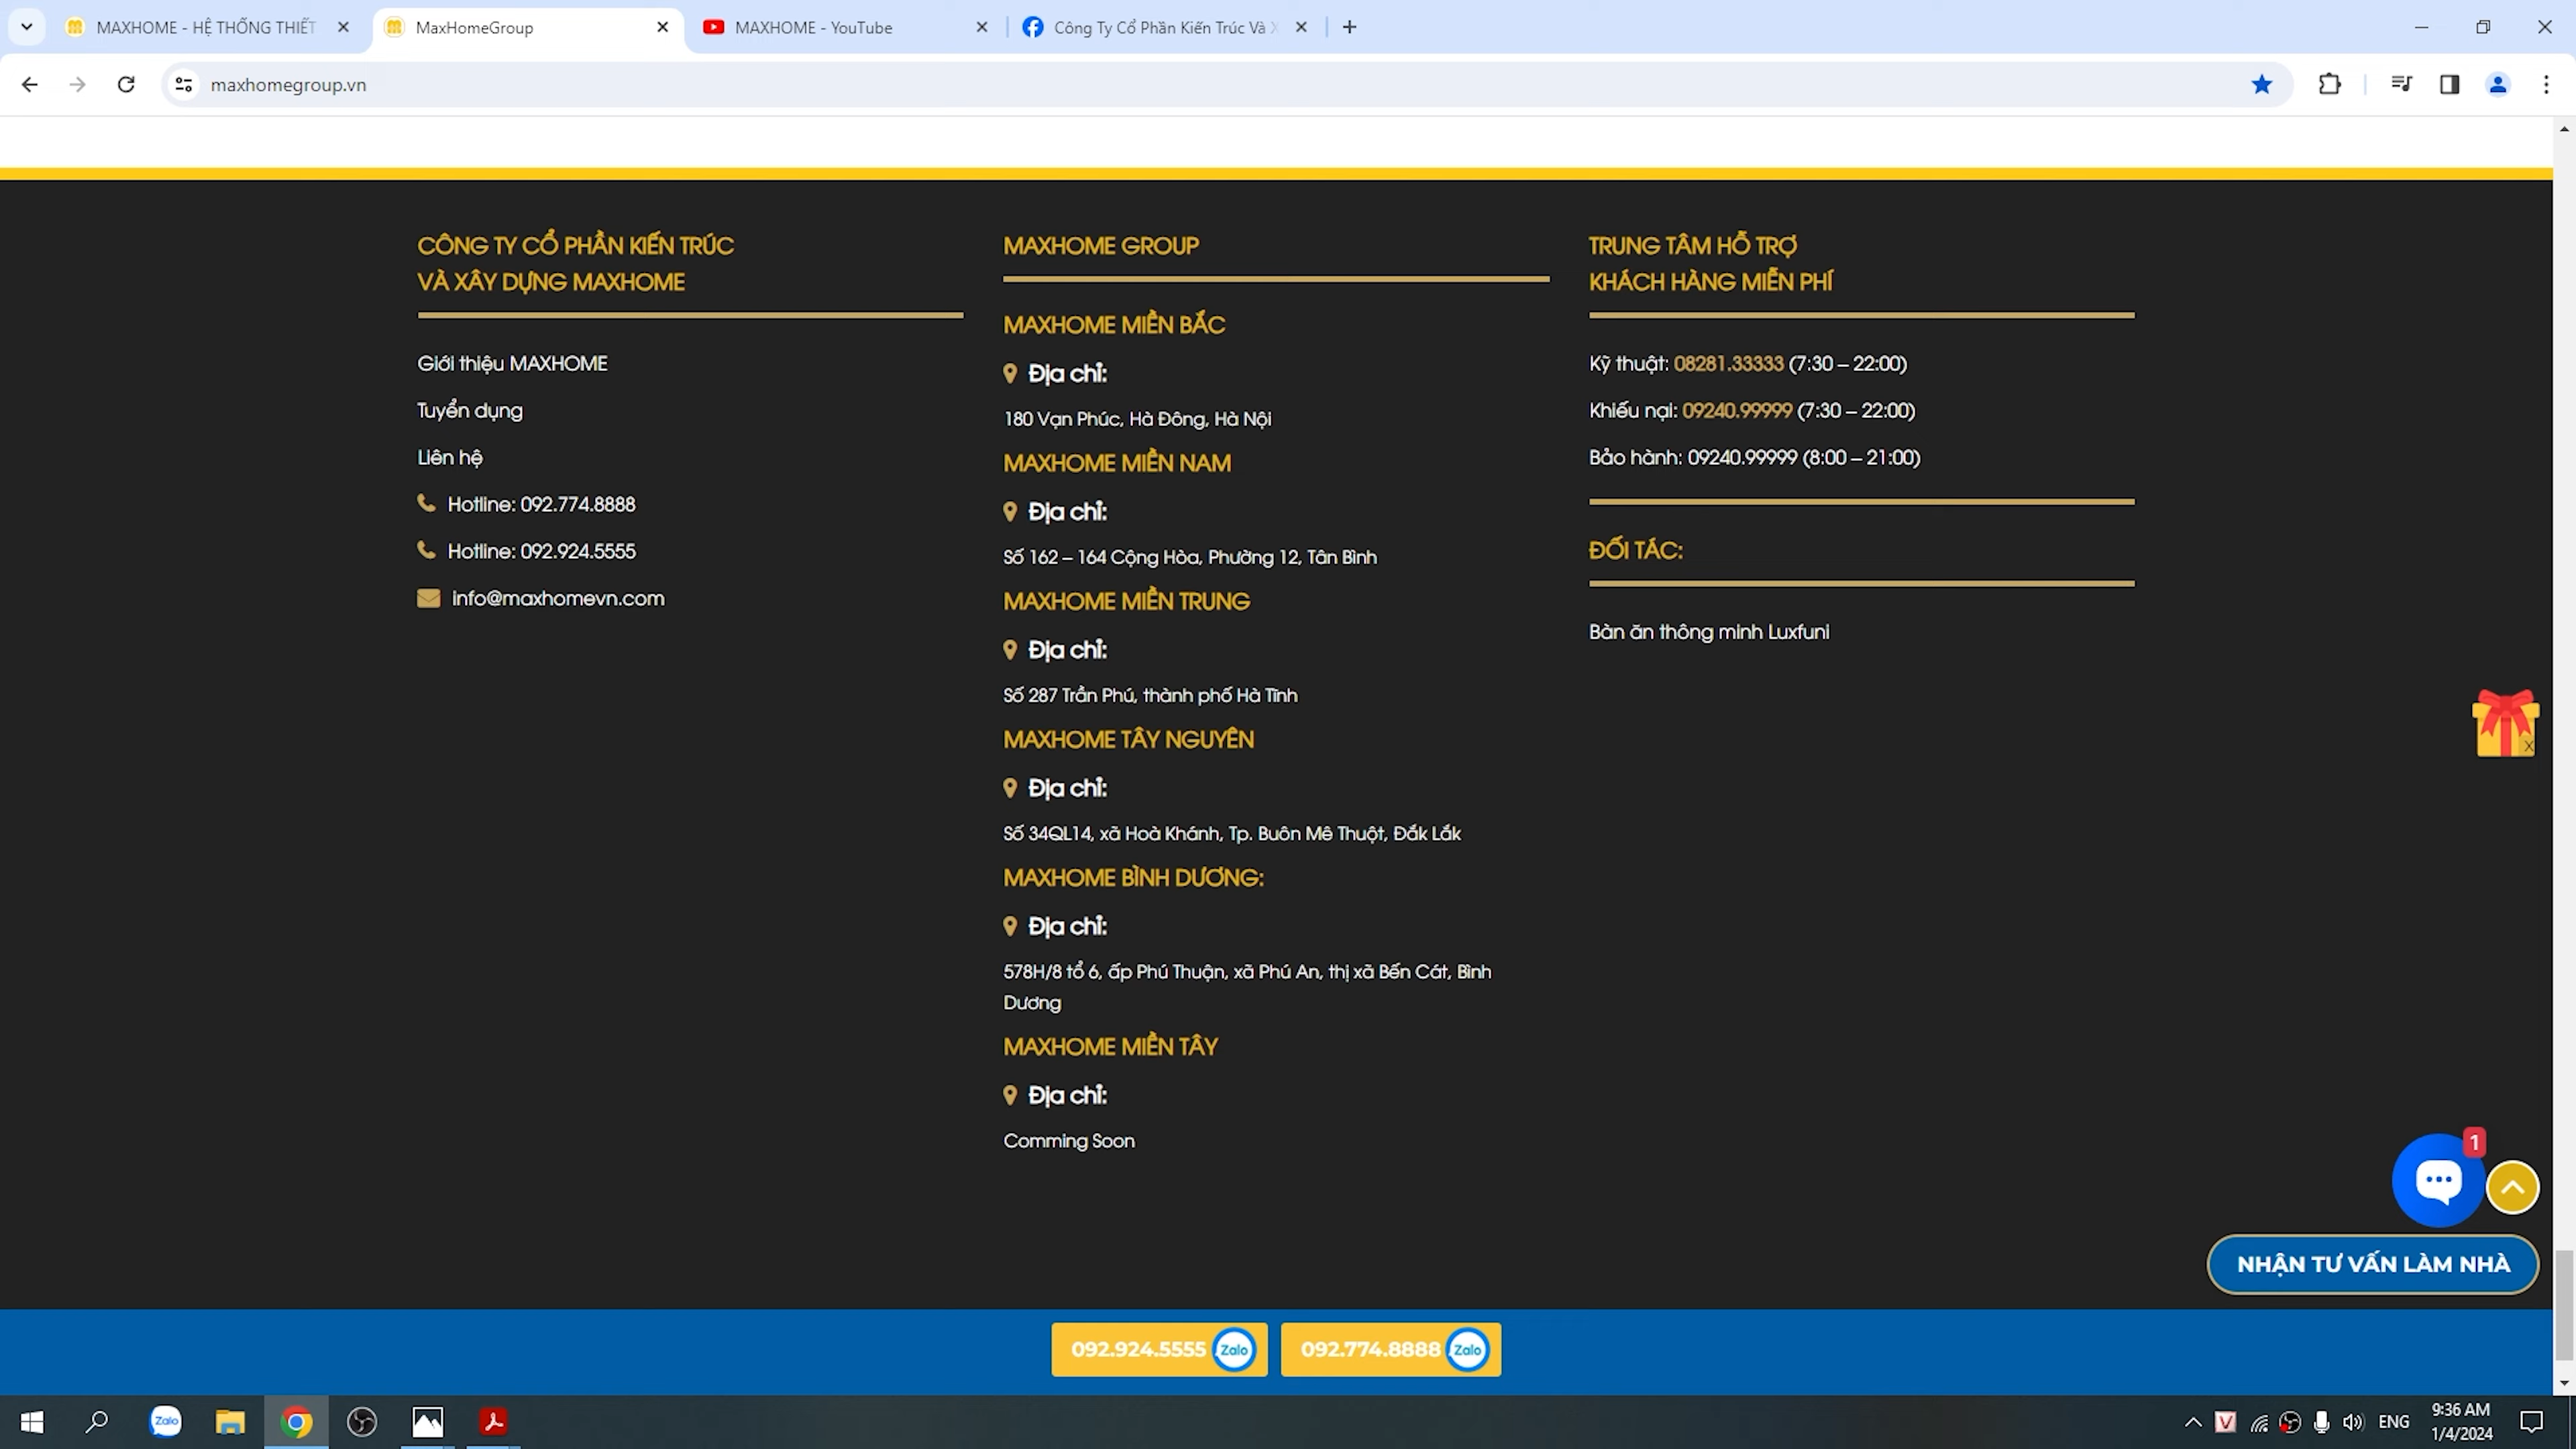 MAXHOME - HỆ THỐNG THIẾT
MaxHomeGroup
MAXHOME - YouTube
Công Ty Cổ Phần Kiến Trúc Và X
maxhomegroup.vn
CÔNG TY CỔ PHẦN KIẾN TRÚC
VÀ XÂY DỰNG MAXHOME
Giới thiệu MAXHOME
Tuyển dụng
Liên hệ
Hotline: 092.774.8888
Hotline: 092.924.5555
info@maxhomevn.com
MAXHOME GROUP
MAXHOME MIỀN BẮC
Địa chỉ:
180 Vạn Phúc, Hà Đông, Hà Nội
MAXHOME MIỀN NAM
Địa chỉ:
Số 162 – 164 Cộng Hòa, Phường 12, Tân Bình
MAXHOME MIỀN TRUNG
Địa chỉ:
Số 287 Trần Phú, thành phố Hà Tĩnh
MAXHOME TÂY NGUYÊN
Địa chỉ:
Số 34QL14, xã Hoà Khánh, Tp. Buôn Mê Thuột, Đắk Lắk
MAXHOME BÌNH DƯƠNG:
Địa chỉ:
578H/8 tổ 6, ấp Phú Thuận, xã Phú An, thị xã Bến Cát, Bình
Dương
MAXHOME MIỀN TÂY
Địa chỉ:
Comming Soon
TRUNG TÂM HỖ TRỢ
KHÁCH HÀNG MIỄN PHÍ
Kỹ thuật: 08281.33333 (7:30 – 22:00)
Khiếu nại: 09240.99999 (7:30 – 22:00)
Bảo hành: 09240.99999 (8:00 – 21:00)
ĐỐI TÁC:
Bàn ăn thông minh Luxfuni
X
1
NHẬN TƯ VẤN LÀM NHÀ
092.924.5555 Zalo
092.774.8888 Zalo
Zalo
V
ENG
9:36 AM
1/4/2024